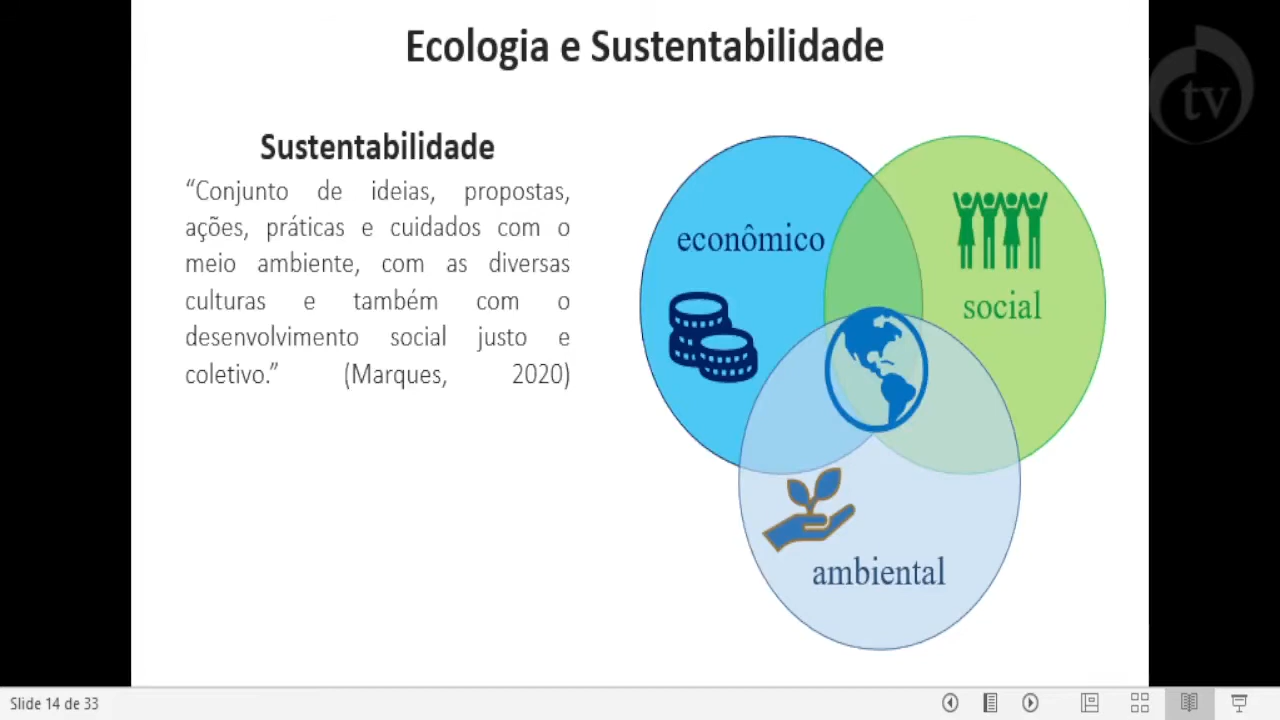 Ecologia e Sustentabilidade
tv
Sustentabilidade
“Conjunto de ideias, propostas,
ações, práticas e cuidados com o
meio ambiente, com as diversas
culturas e também com o
desenvolvimento social justo e
coletivo.” (Marques, 2020)
econômico
social
ambiental
Slide 14 de 33